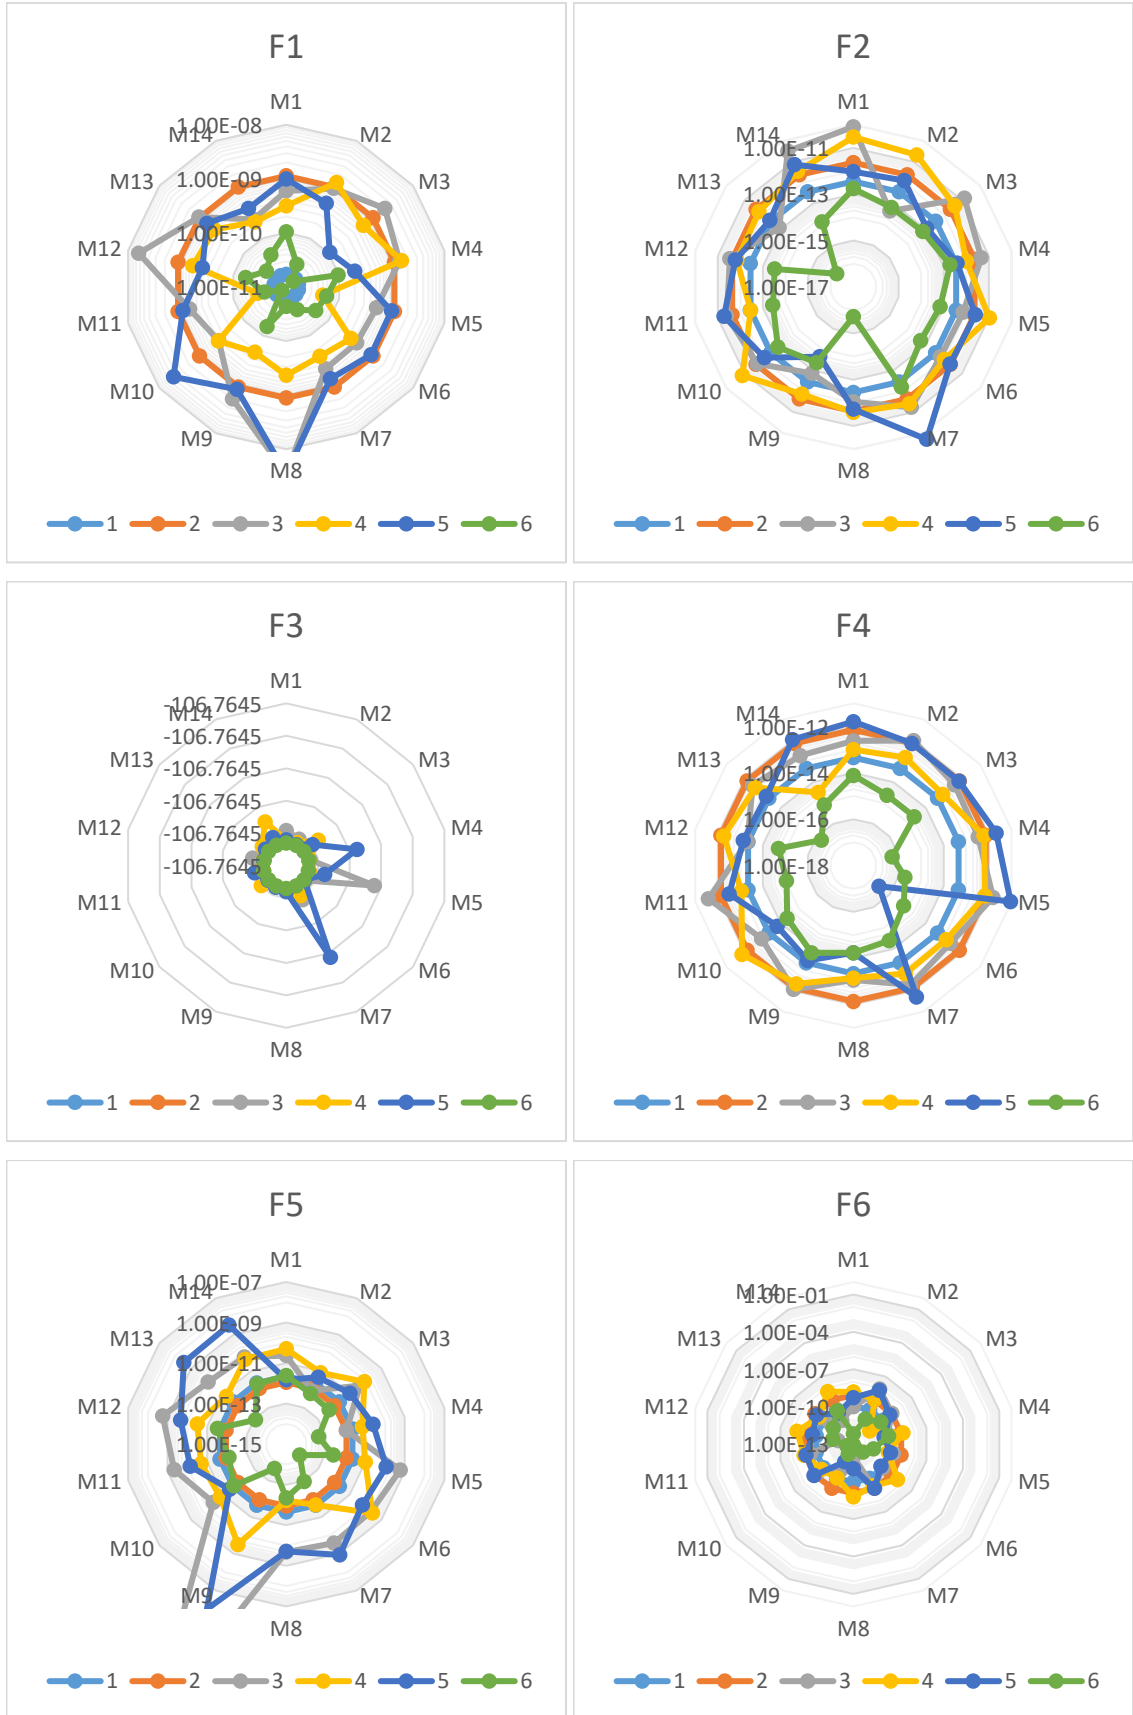 F1
M1
M2
M3
M4
M5
M6
M7
M8
M9
M10
M11
M12
M13
M14
1.00E-08
1.00E-09
1.00E-10
1.00E-11
1 2 3 4 5 6
F2
M1
M2
M3
M4
M5
M6
M7
M8
M9
M10
M11
M12
M13
M14
1.00E-11
1.00E-13
1.00E-15
1.00E-17
1 2 3 4 5 6
F3
M1
M2
M3
M4
M5
M6
M7
M8
M9
M10
M11
M12
M13
M14
-106.7645
-106.7645
-106.7645
-106.7645
-106.7645
-106.7645
1 2 3 4 5 6
F4
M1
M2
M3
M4
M5
M6
M7
M8
M9
M10
M11
M12
M13
M14
1.00E-12
1.00E-14
1.00E-16
1.00E-18
1 2 3 4 5 6
F5
M1
M2
M3
M4
M5
M6
M7
M8
M9
M10
M11
M12
M13
M14
1.00E-07
1.00E-09
1.00E-11
1.00E-13
1.00E-15
1 2 3 4 5 6
F6
M1
M2
M3
M4
M5
M6
M7
M8
M9
M10
M11
M12
M13
M14
1.00E-01
1.00E-04
1.00E-07
1.00E-10
1.00E-13
1 2 3 4 5 6